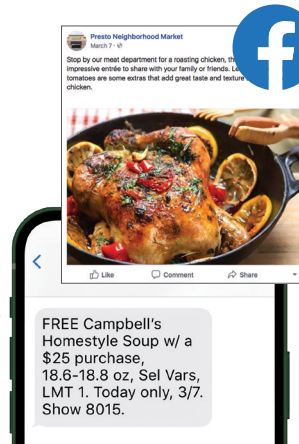 Presto Neighborhood Market
March 7 ·
Stop by our meat department for a roasting chicken, 
impressive entrée to share with your family or friends.
tomatoes are some extras that add great taste and texture
chicken.
Like Comment Share
FREE Campbell's
Homestyle Soup w/ a
$25 purchase,
18.6-18.8 oz, Sel Vars,
LMT 1. Today only, 3/7.
Show 8015.